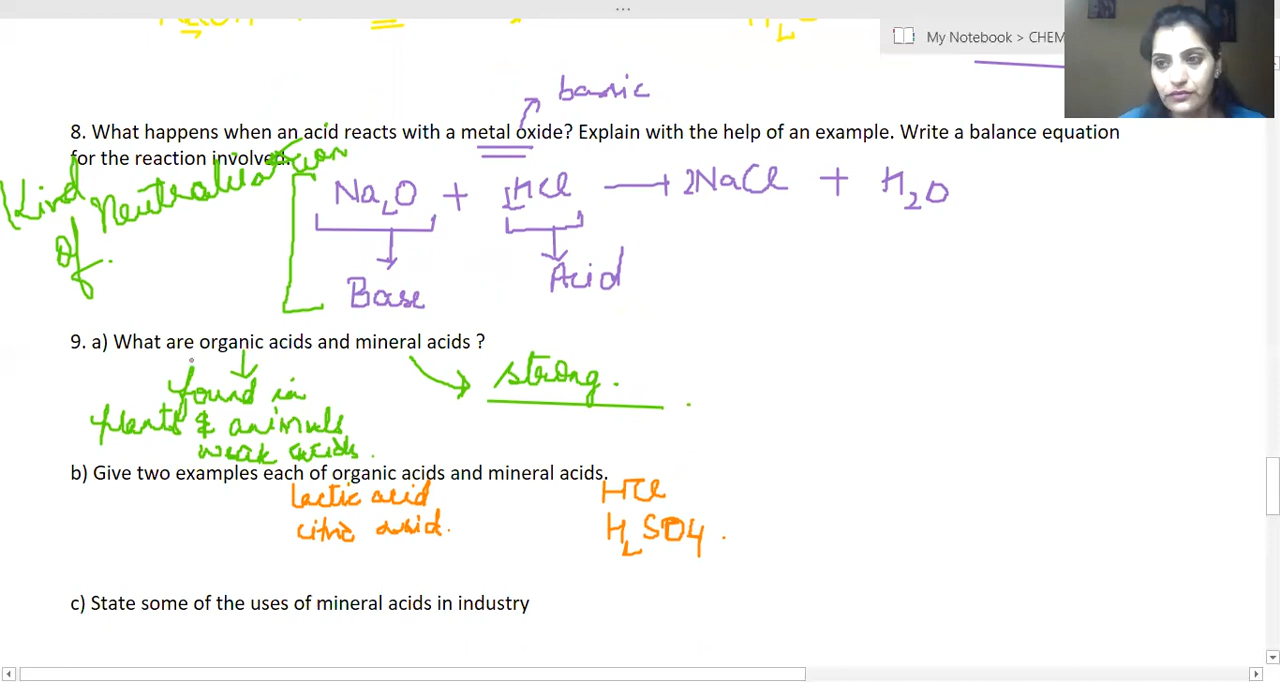 My Notebook > CHEM
basic
8. What happens when an acid reacts with a metal oxide? Explain with the help of an example. Write a balance equation
for the reaction involved.
Kind of Neutralisation
Na2O + 2HCl → 2NaCl + H2O
Base Acid
9. a) What are organic acids and mineral acids ?
strong.
found in
plants & animals
weak acids.
b) Give two examples each of organic acids and mineral acids.
lactic acid HCl
citric acid. H2SO4.
c) State some of the uses of mineral acids in industry